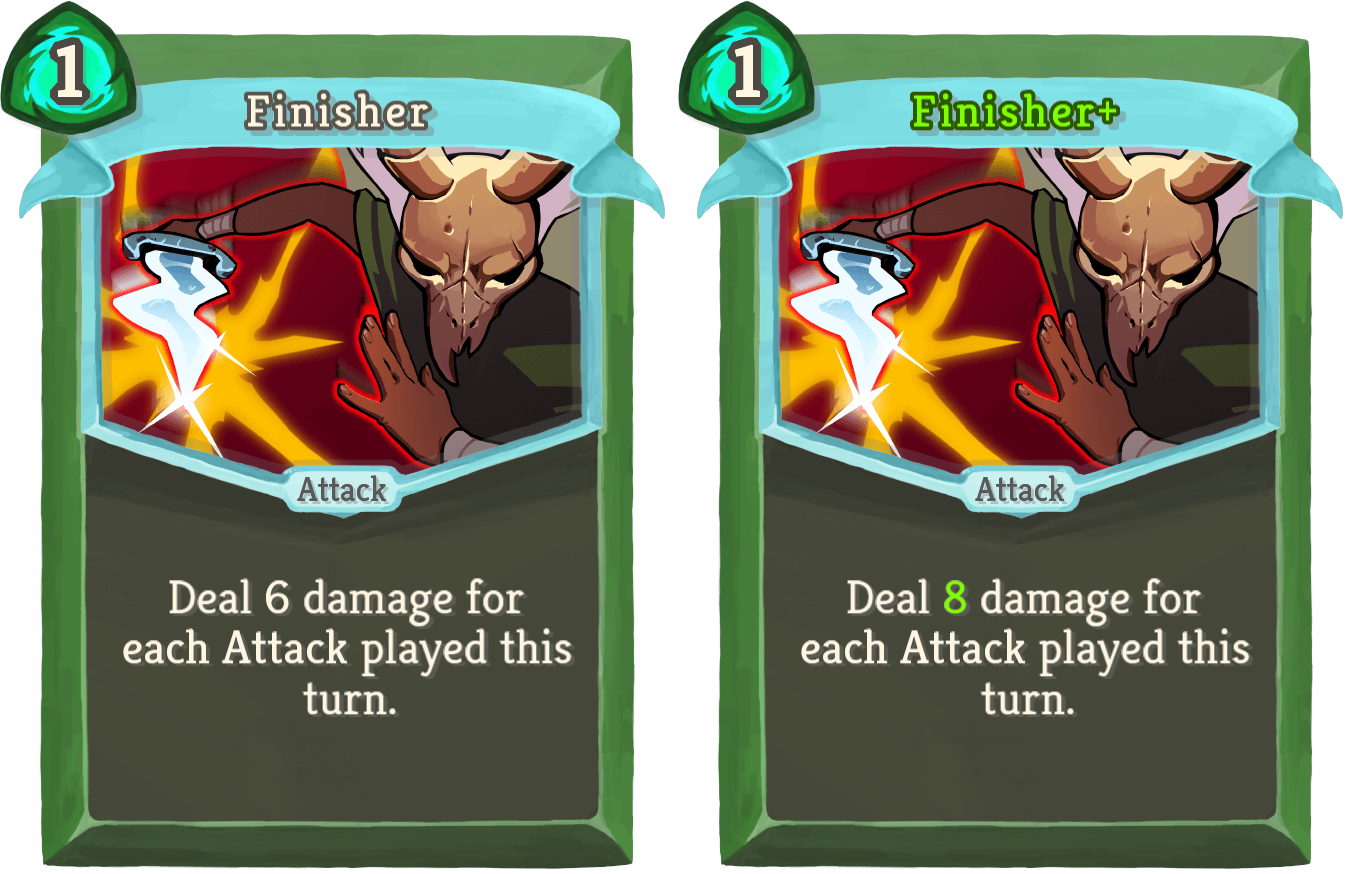 1
Finisher
Attack
Deal 6 damage for
each Attack played this
turn.
1
Finisher+
Attack
Deal 8 damage for
each Attack played this
turn.